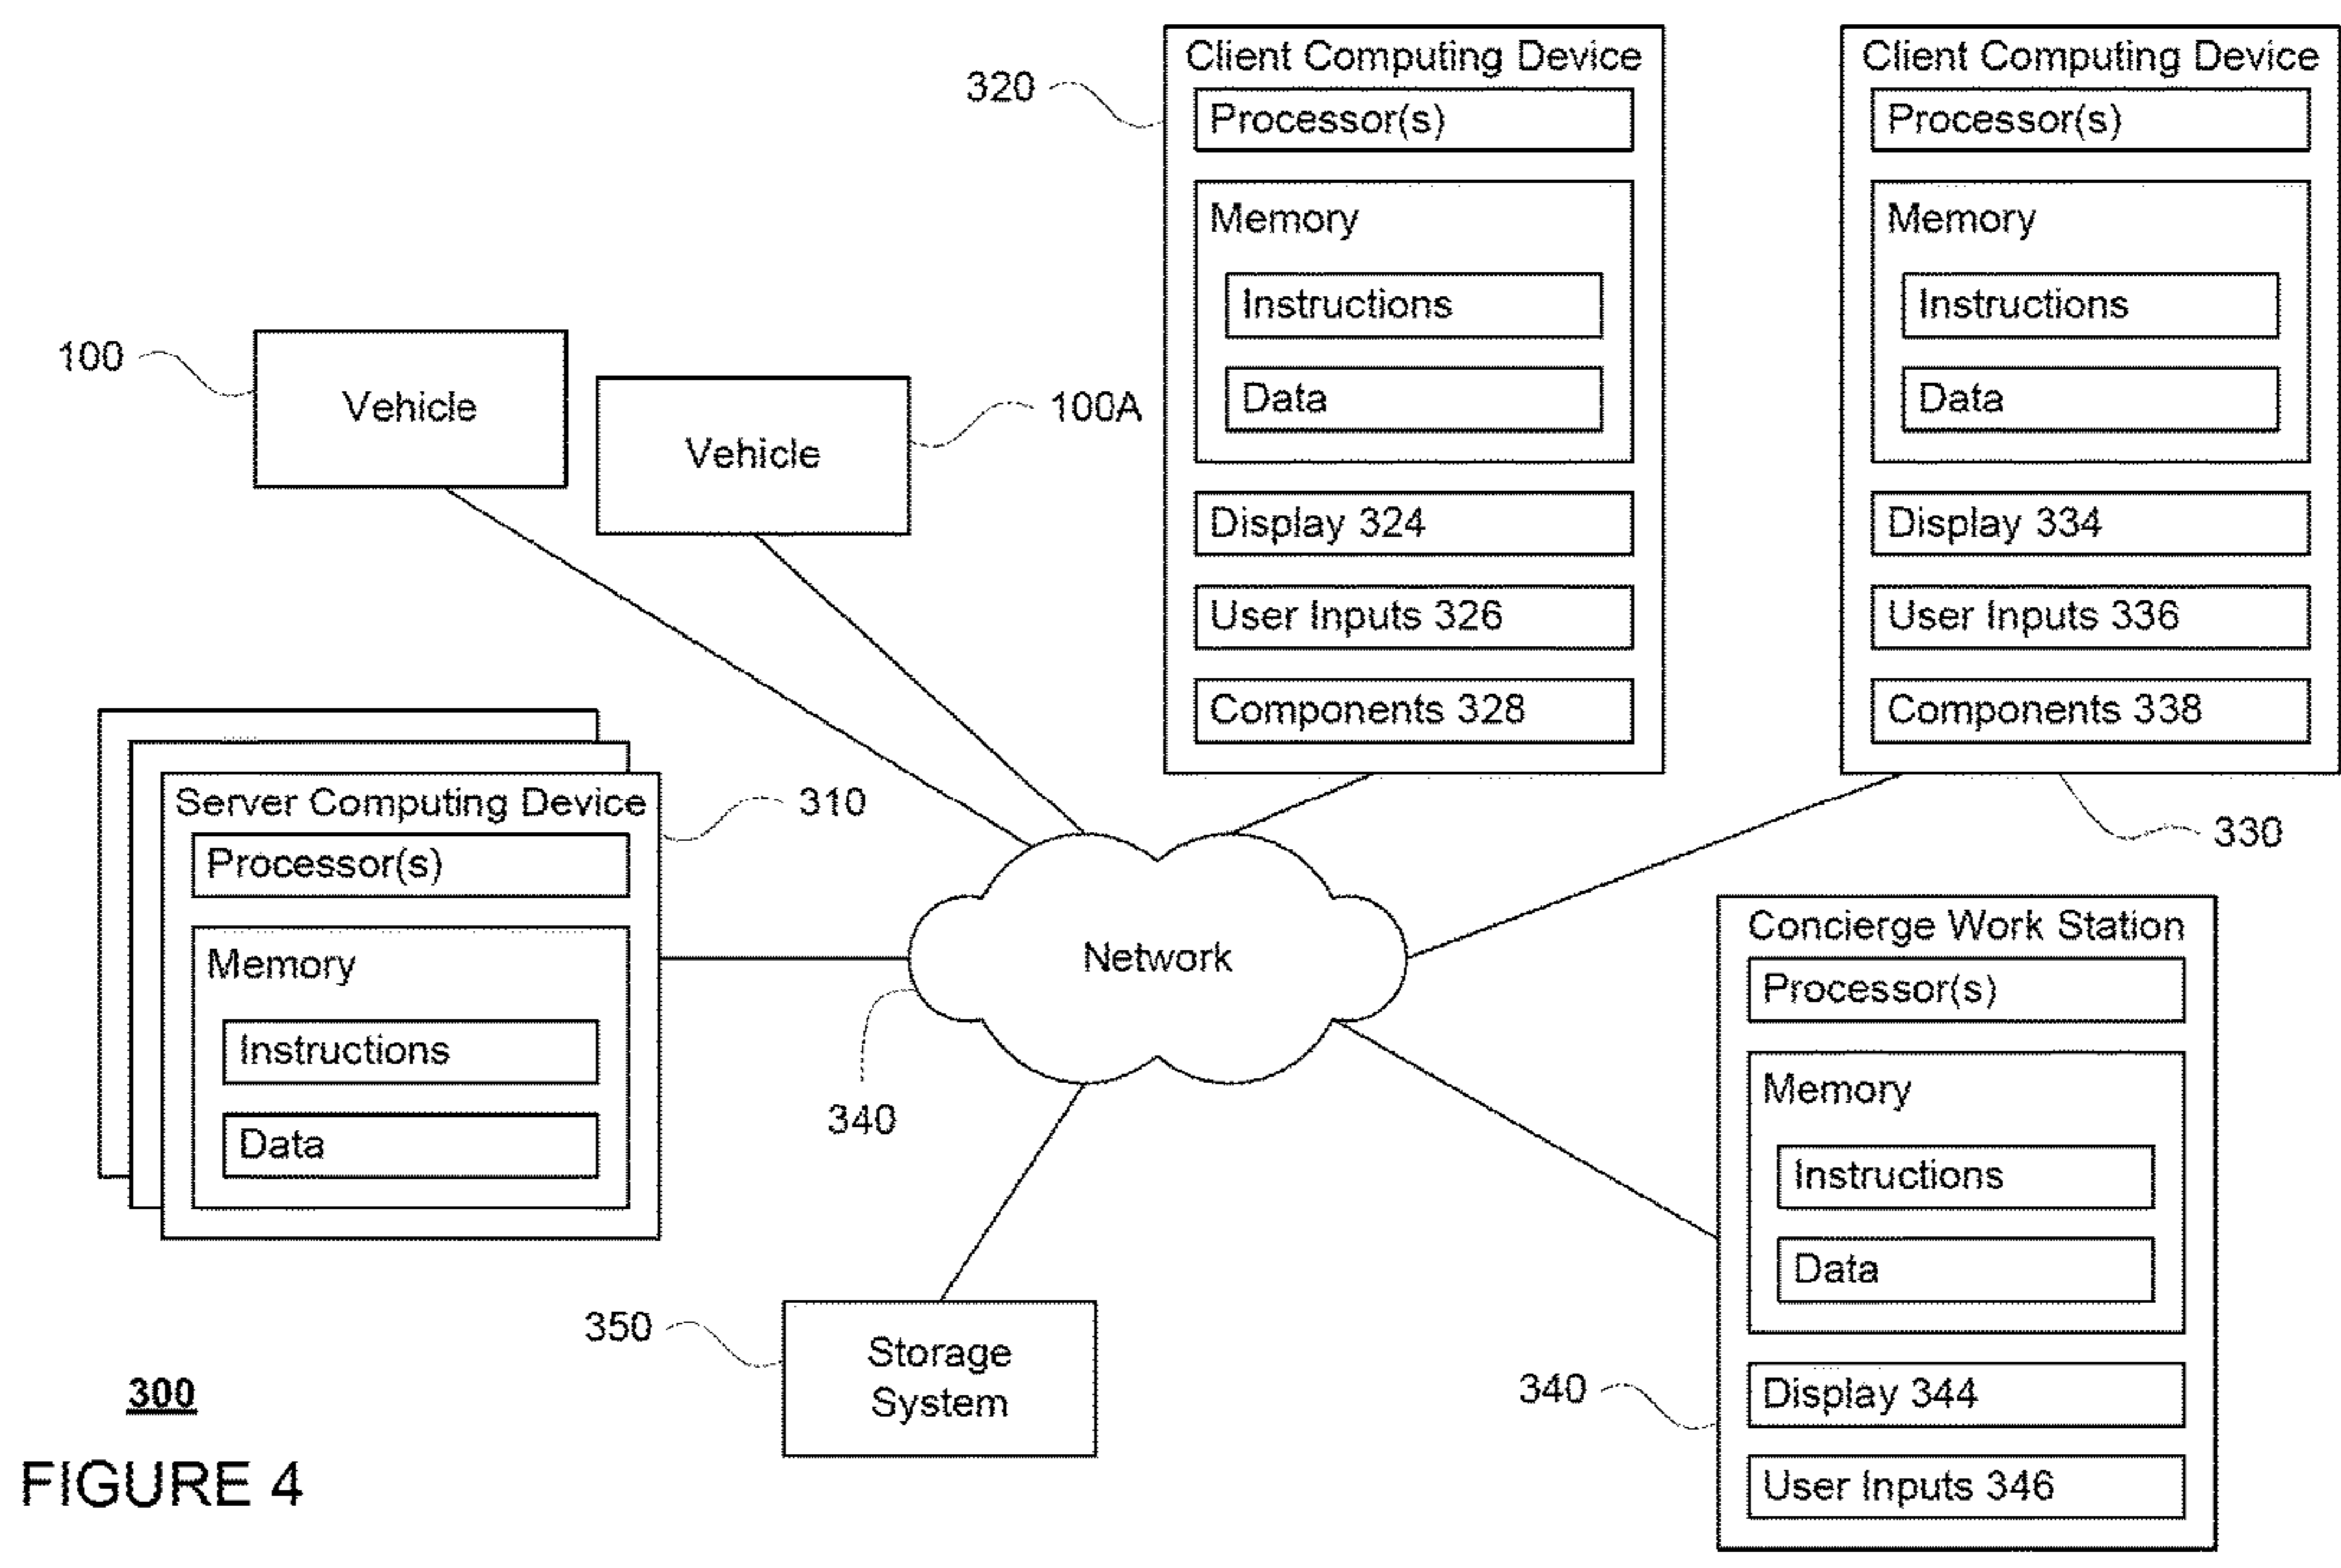 320
Client Computing Device
Processor(s)
Memory
Instructions
Data
Display 324
User Inputs 326
Components 328
Client Computing Device
Processor(s)
Memory
Instructions
Data
Display 334
User Inputs 336
Components 338
330
100
Vehicle
Vehicle
100A
Server Computing Device
310
Processor(s)
Memory
Instructions
Data
Network
340
Concierge Work Station
Processor(s)
Memory
Instructions
Data
Display 344
User Inputs 346
340
350
Storage
System
300
FIGURE 4